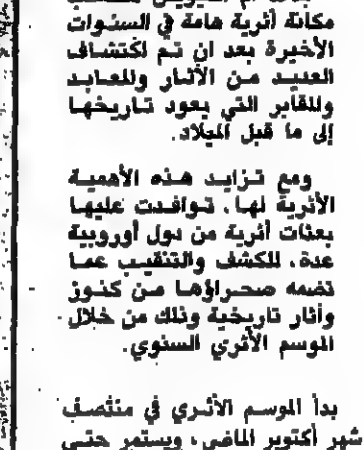 مكانة أثرية هامة في السنوات
الأخيرة بعد ان تم اكتشاف
العديد من الآثار والمعابد
والمقابر التي يعود تاريخها
إلى ما قبل الميلاد.
ومع تزايد هذه الأهمية
الأثرية لها، توافدت عليها
بعثات أثرية من دول أوروبية
عدة، للكشف والتنقيب عما
تضمه صحراؤها من كنوز
وآثار تاريخية وذلك من خلال
الموسم الأثري السنوي.
بدأ الموسم الأثري في منتصف
شهر أكتوبر الماضي، ويستمر حتى